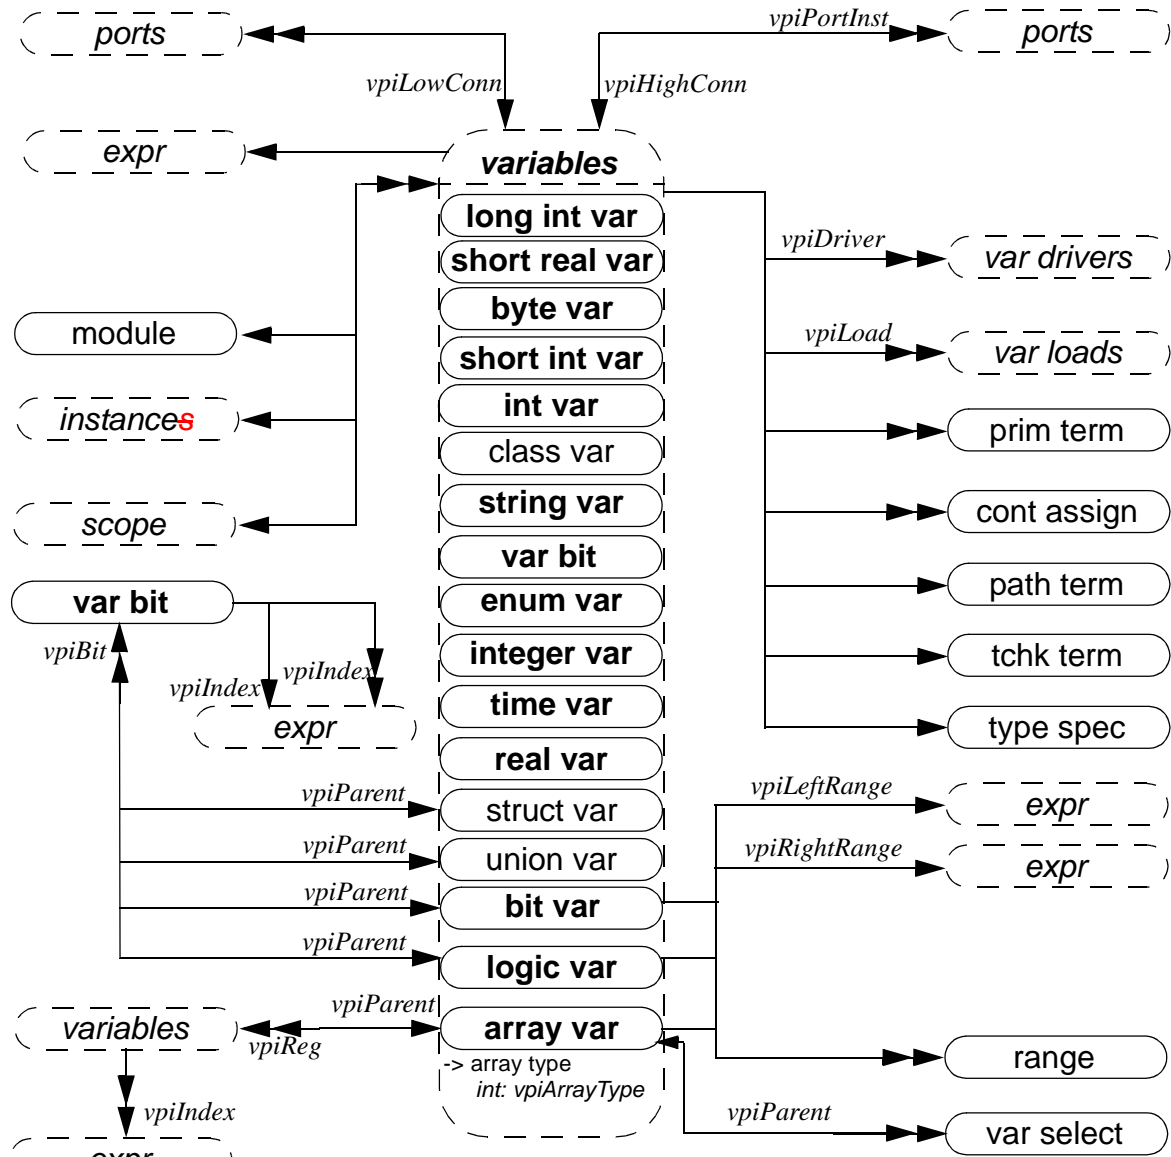 ports
vpiPortInst
ports
vpiLowConn
vpiHighConn
expr
variables
long int var
short real var
vpiDriver
var drivers
byte var
module
short int var
vpiLoad
var loads
int var
instances
prim term
class var
string var
cont assign
scope
var bit
var bit
enum var
path term
vpiBit
integer var
tchk term
vpiIndex
vpiIndex
expr
time var
type spec
real var
vpiParent
struct var
vpiLeftRange
expr
vpiParent
union var
vpiRightRange
expr
vpiParent
bit var
vpiParent
logic var
vpiParent
variables
vpiReg
array var
-> array type
int: vpiArrayType
range
vpiIndex
vpiParent
var select
expr